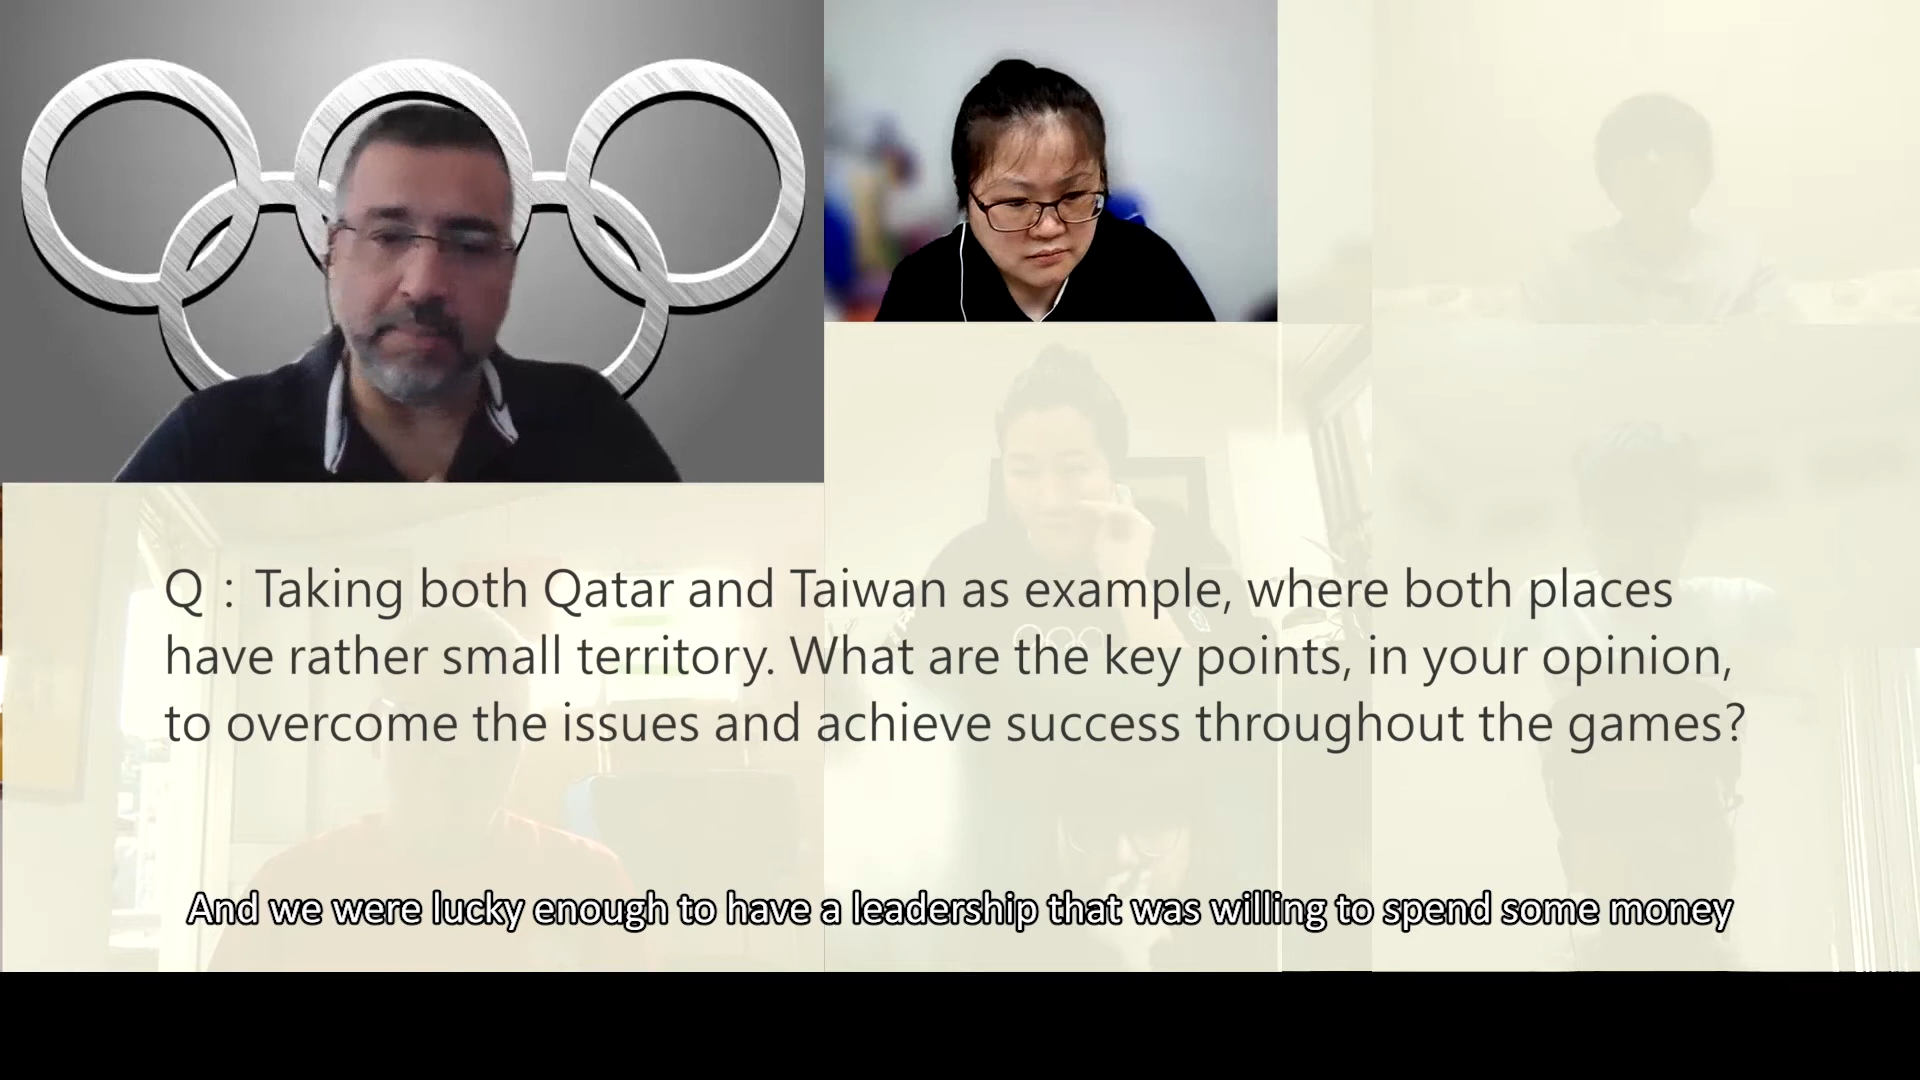 Q : Taking both Qatar and Taiwan as example, where both places
have rather small territory. What are the key points, in your opinion,
to overcome the issues and achieve success throughout the games?
And we were lucky enough to have a leadership that was willing to spend some money